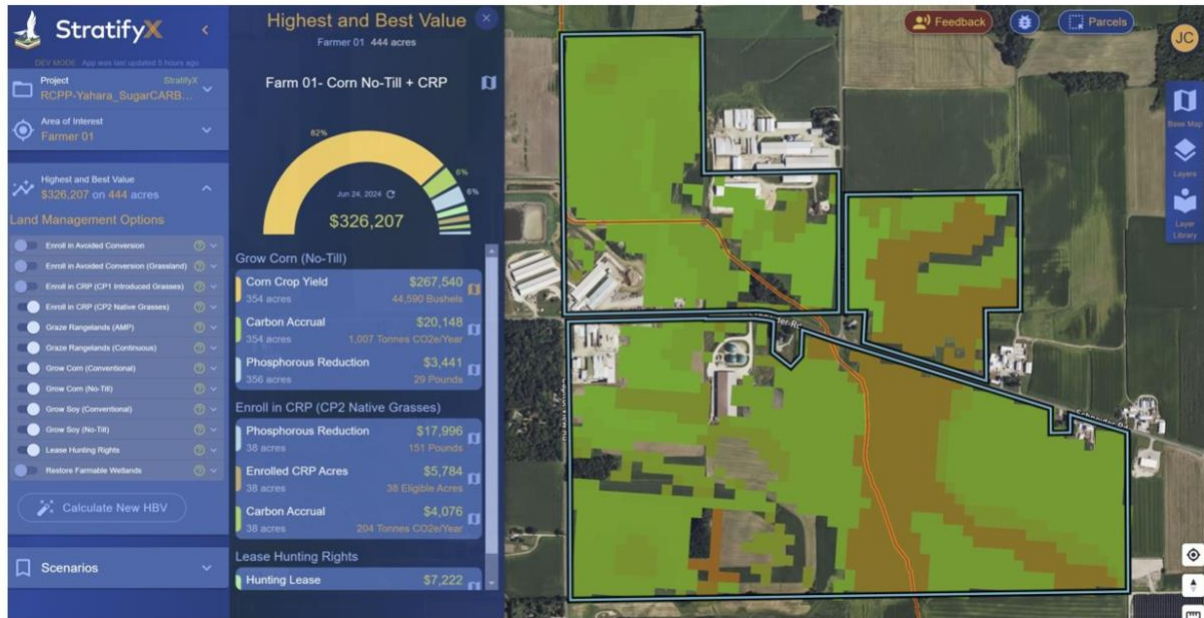 StratifyX
DEV MODE App was last updated 5 hours ago
Project
StratifyX
RCPP-Yahara_SugarCARB...
Area of Interest
Farmer 01
Highest and Best Value
$326,207 on 444 acres
Land Management Options
Enroll in Avoided Conversion
Enroll in Avoided Conversion (Grassland)
Enroll in CRP (CP1 Introduced Grasses)
Enroll in CRP (CP2 Native Grasses)
Graze Rangelands (AMP)
Graze Rangelands (Continuous)
Grow Corn (Conventional)
Grow Corn (No-Till)
Grow Soy (Conventional)
Grow Soy (No-Till)
Lease Hunting Rights
Restore Farmable Wetlands
Calculate New HBV
Scenarios
Highest and Best Value
Farmer 01 444 acres
Farm 01- Corn No-Till + CRP
82%
6%
6%
Jun 24, 2024
$326,207
Grow Corn (No-Till)
Corn Crop Yield $267,540
354 acres 44,590 Bushels
Carbon Accrual $20,148
354 acres 1,007 Tonnes CO2e/Year
Phosphorous Reduction $3,441
356 acres 29 Pounds
Enroll in CRP (CP2 Native Grasses)
Phosphorous Reduction $17,996
38 acres 151 Pounds
Enrolled CRP Acres $5,784
38 acres 38 Eligible Acres
Carbon Accrual $4,076
38 acres 204 Tonnes CO2e/Year
Lease Hunting Rights
Hunting Lease $7,222
Feedback
Parcels
JC
Base Map
Layers
Layer
Library